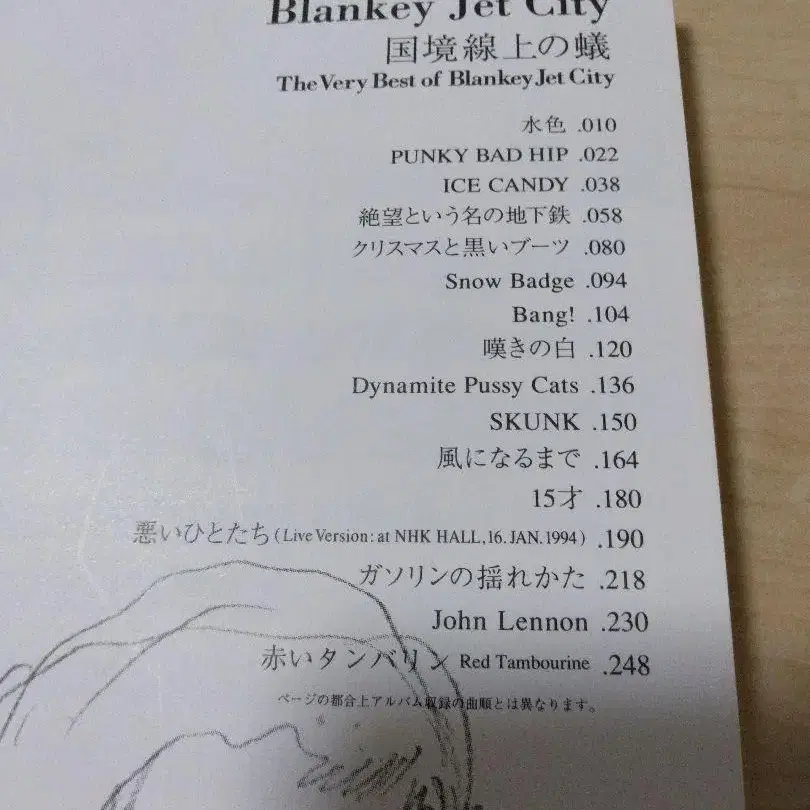 Blankey Jet City
国境線上の蟻
The Very Best of Blankey Jet City
水色 .010
PUNKY BAD HIP .022
ICE CANDY .038
絶望という名の地下鉄 .058
クリスマスと黒いブーツ .080
Snow Badge .094
Bang! .104
嘆きの白 .120
Dynamite Pussy Cats .136
SKUNK .150
風になるまで .164
15才 .180
悪いひとたち (Live Version: at NHK HALL, 16. JAN. 1994) .190
ガソリンの揺れかた .218
John Lennon .230
赤いタンバリン Red Tambourine .248
ページの都合上アルバム収録の曲順とは異なります。